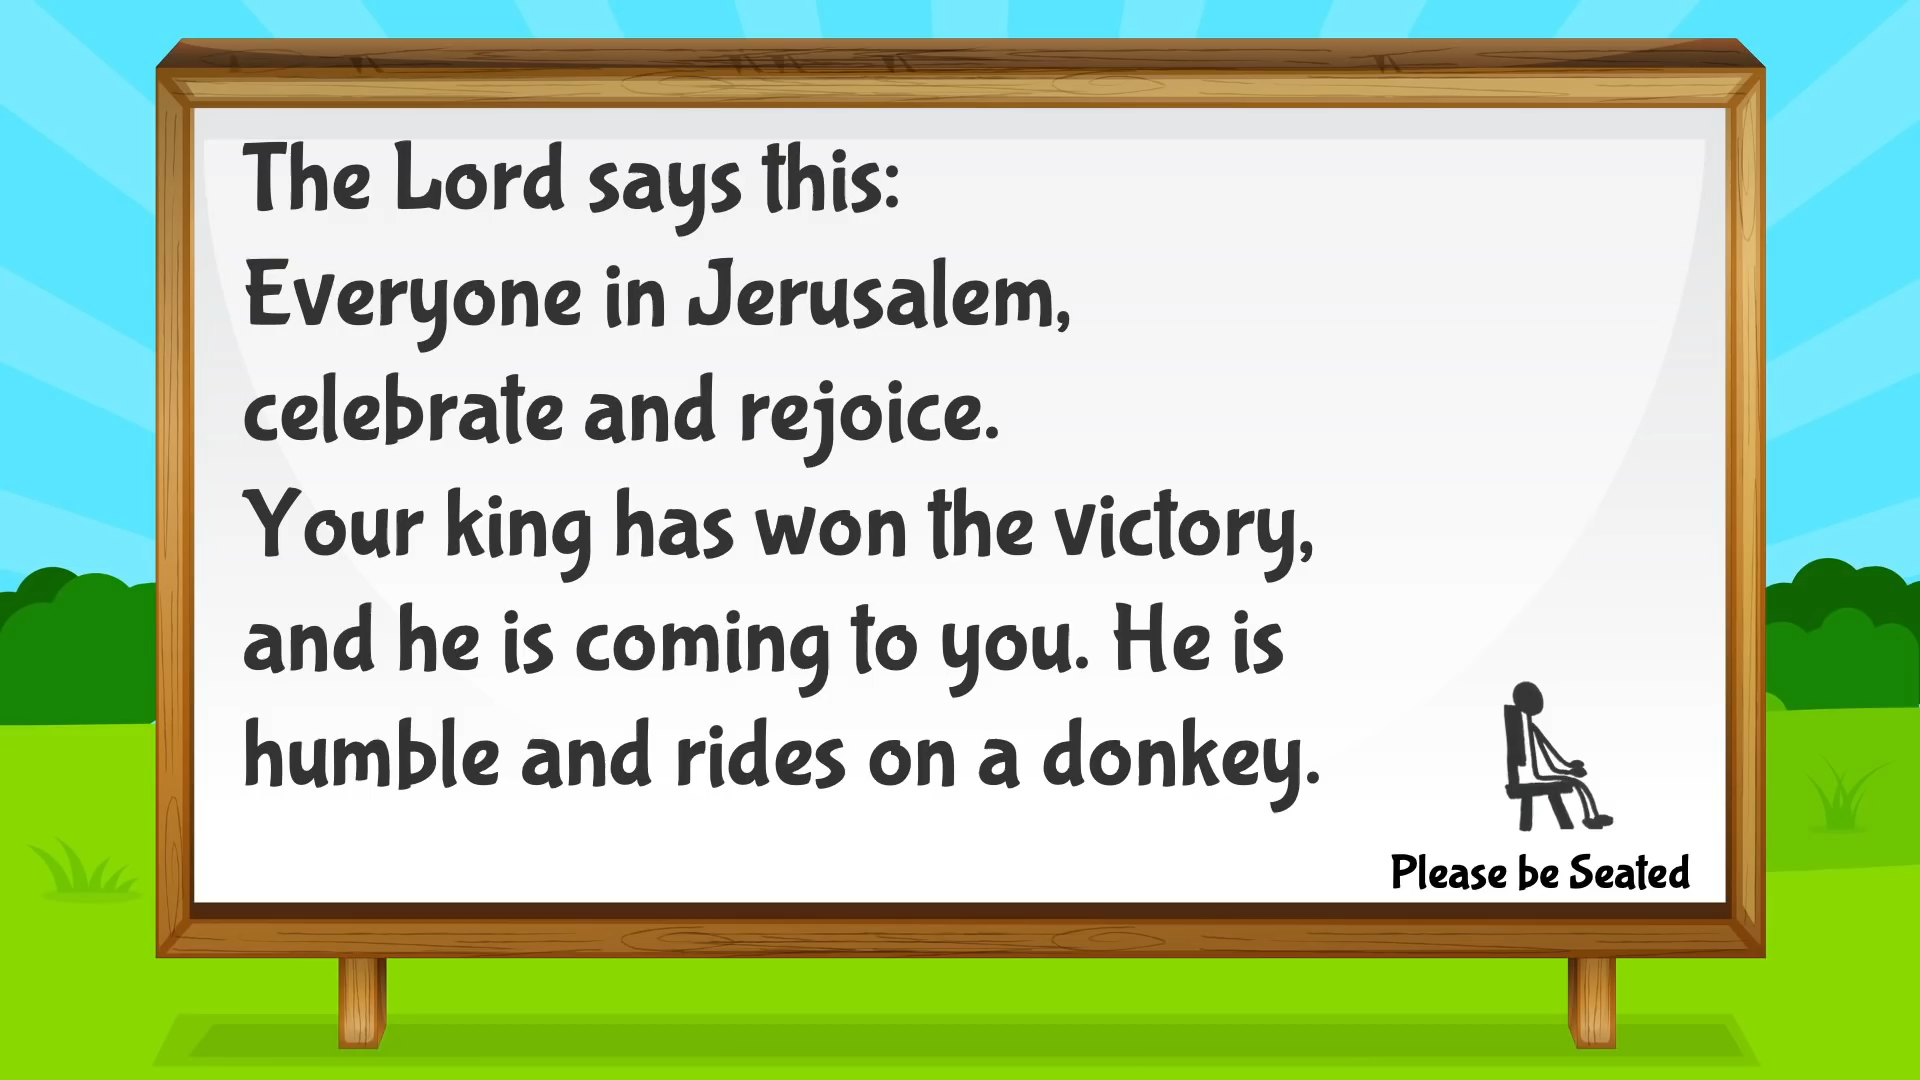 The Lord says this:
Everyone in Jerusalem,
celebrate and rejoice.
Your king has won the victory,
and he is coming to you. He is
humble and rides on a donkey.
Please be Seated